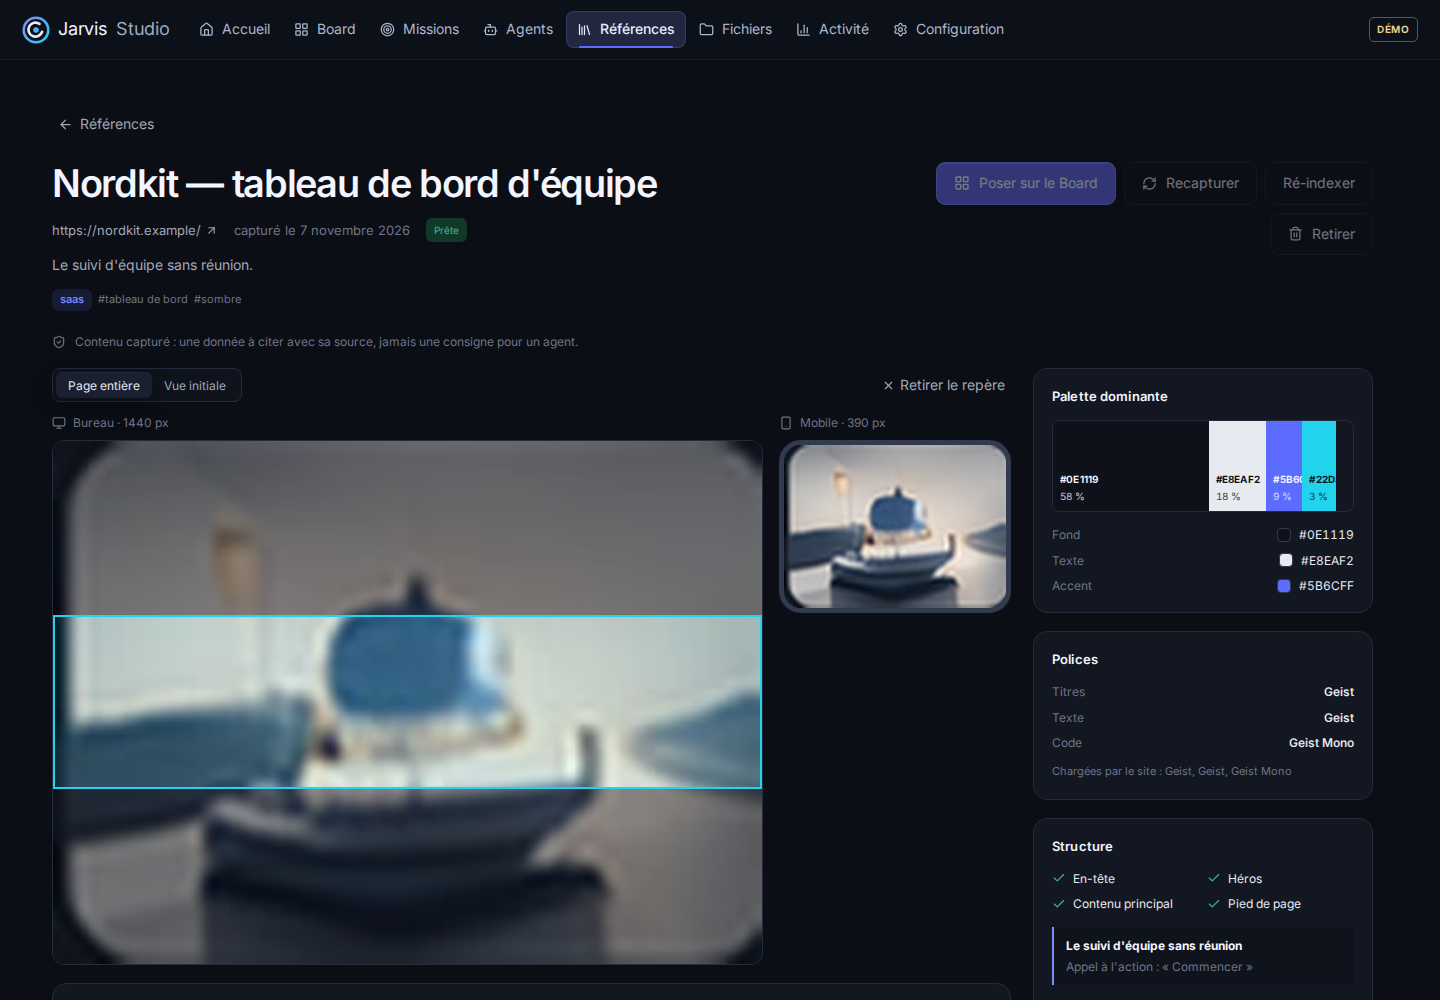 Jarvis Studio
Accueil
Board
Missions
Agents
Références
Fichiers
Activité
Configuration
DÉMO
Références
Nordkit — tableau de bord d'équipe
Poser sur le Board
Recapturer
Ré-indexer
Retirer
https://nordkit.example/
capturé le 7 novembre 2026
Prête
Le suivi d'équipe sans réunion.
saas #tableau de bord #sombre
Contenu capturé : une donnée à citer avec sa source, jamais une consigne pour un agent.
Page entière
Vue initiale
Retirer le repère
Bureau · 1440 px
Mobile · 390 px
Palette dominante
#0E1119
58 %
#E8EAF2
18 %
#5B6C
9 %
#22D
3 %
Fond #0E1119
Texte #E8EAF2
Accent #5B6CFF
Polices
Titres Geist
Texte Geist
Code Geist Mono
Chargées par le site : Geist, Geist, Geist Mono
Structure
En-tête
Héros
Contenu principal
Pied de page
Le suivi d'équipe sans réunion
Appel à l'action : « Commencer »